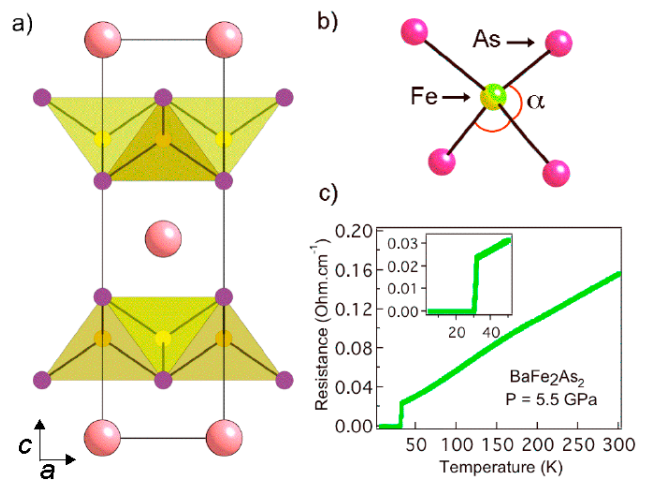 a)
c
a
b)
As
Fe
α
c)
Resistance (Ohm.cm⁻¹)
0.20
0.16
0.12
0.08
0.04
0.00
0.03
0.02
0.01
0.00
20 40
BaFe₂As₂
P = 5.5 GPa
50 100 150 200 250 300
Temperature (K)